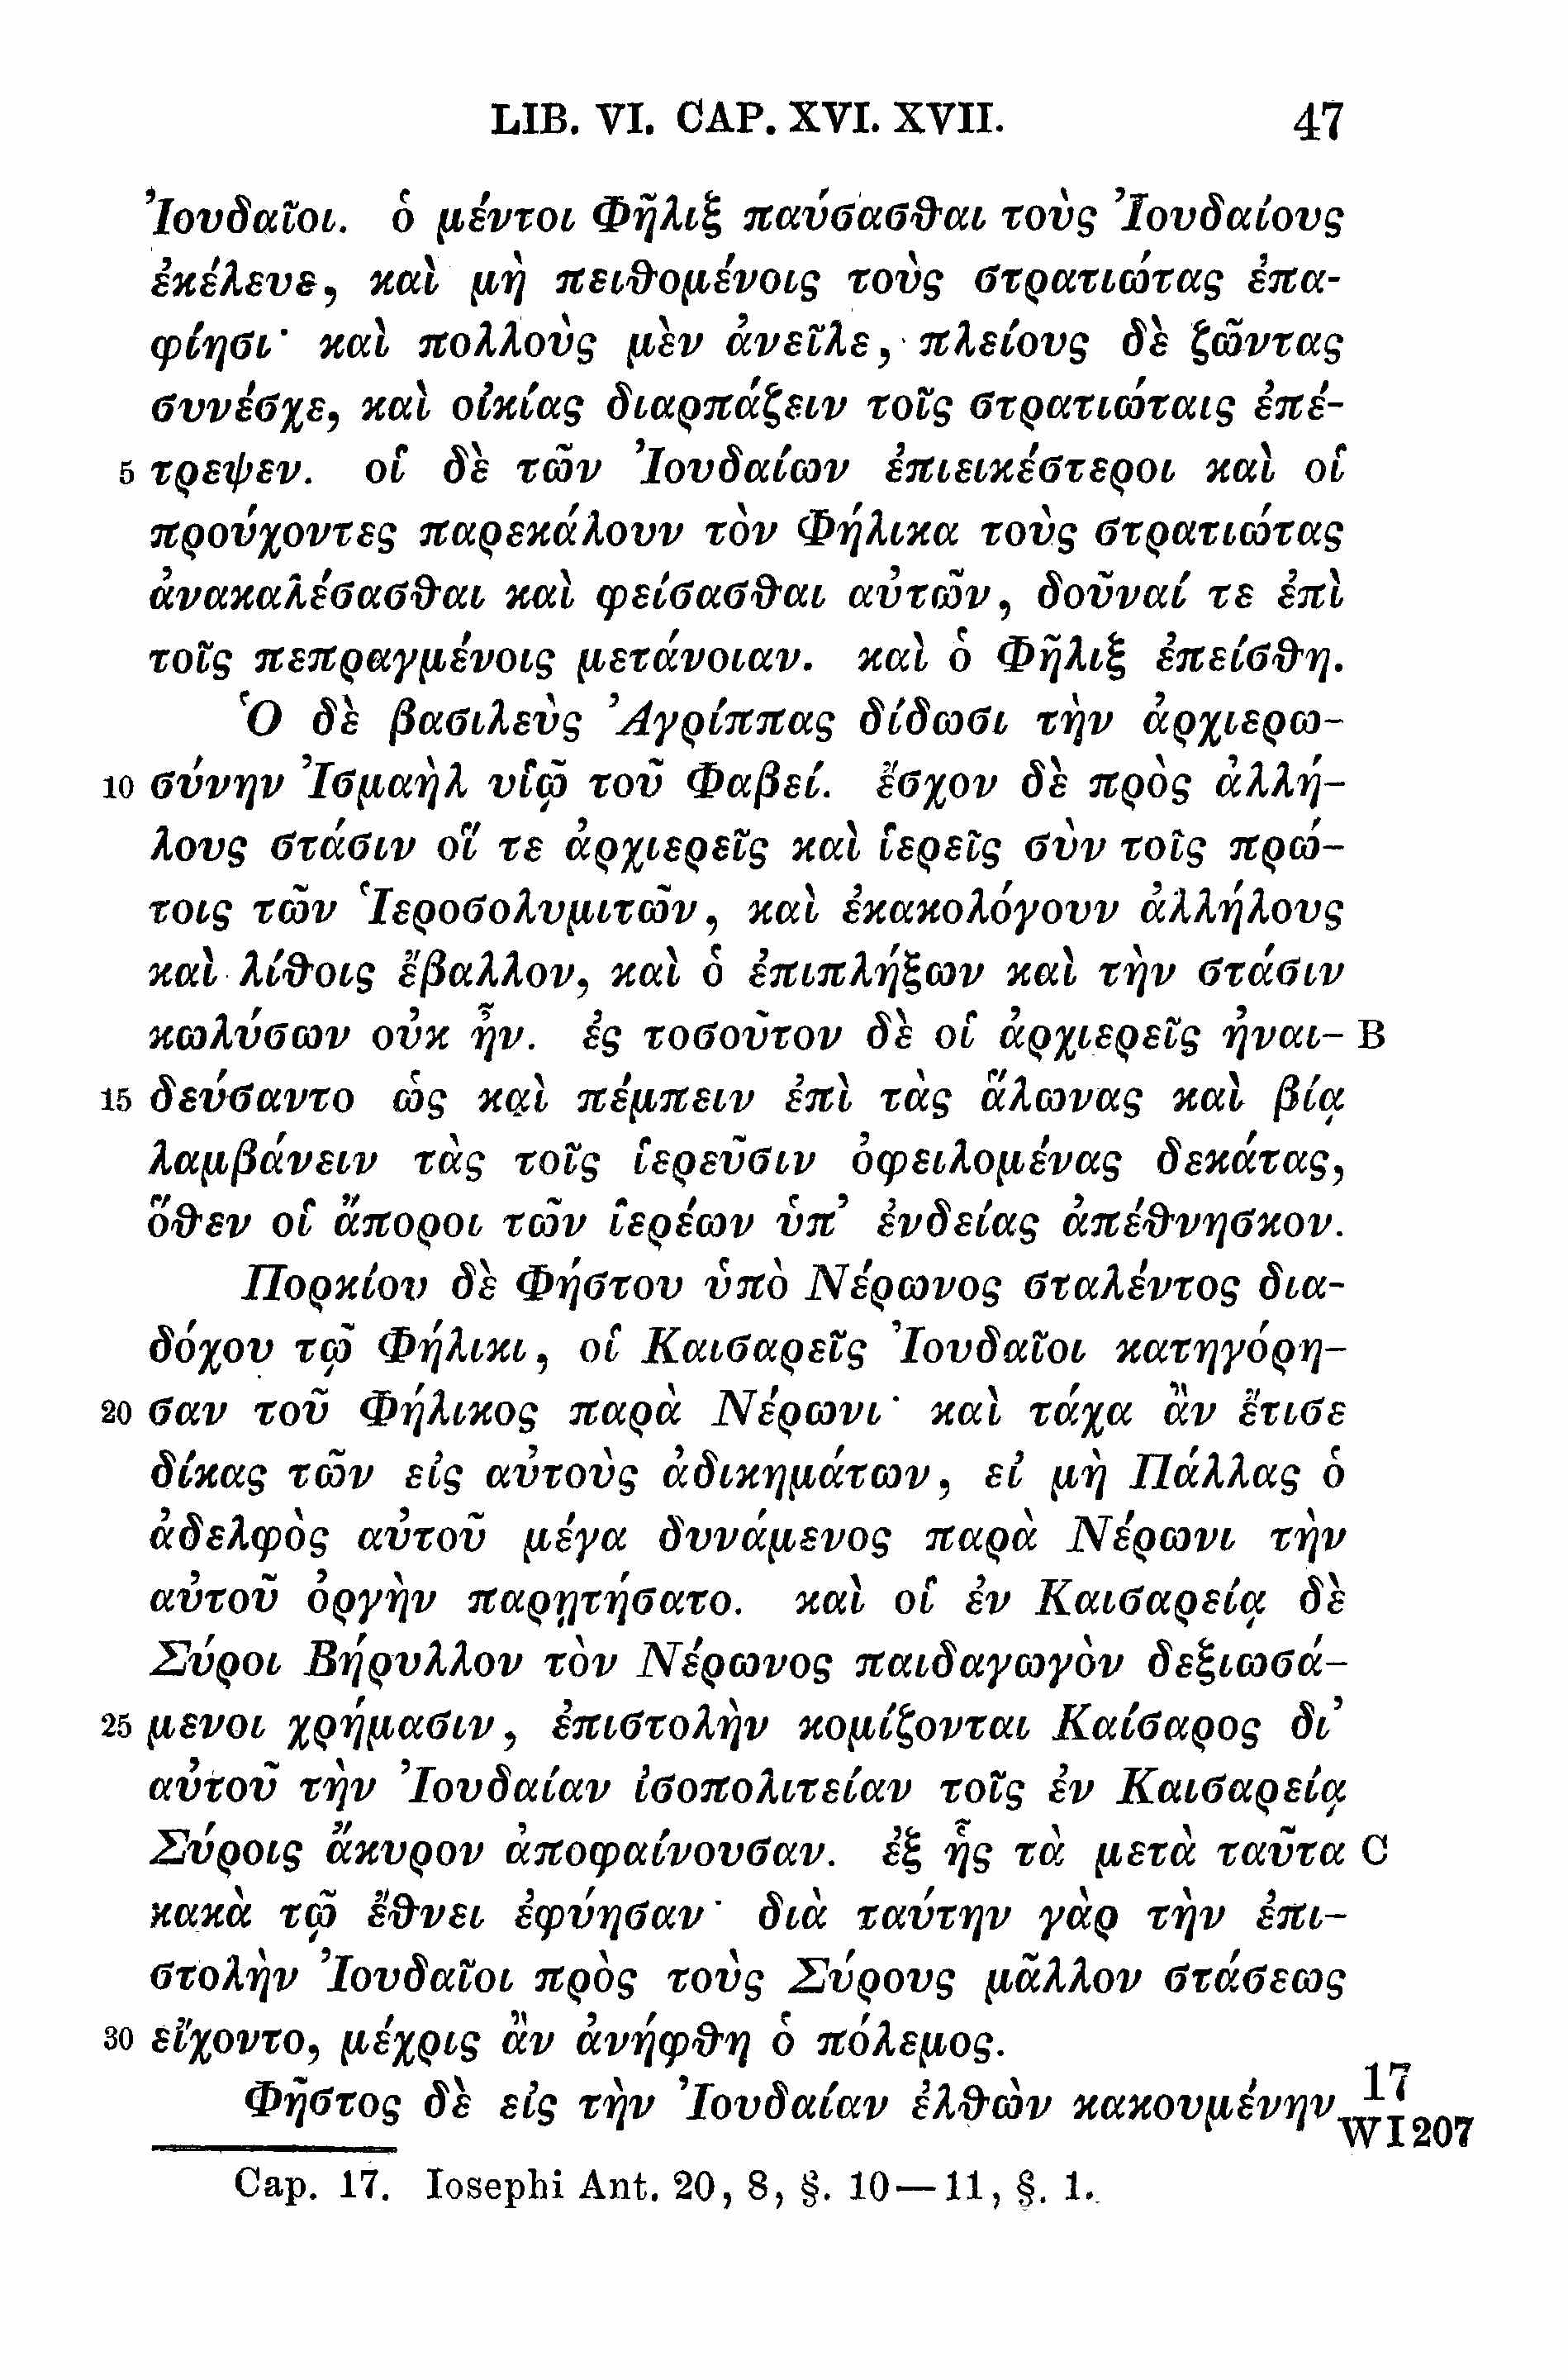 LIB. VI. CAP. XVI. XVII. 47
Ἰουδαῖοι. ὁ μέντοι Φῆλιξ παύσασθαι τοὺς Ἰουδαίους
ἐκέλευε, καὶ μὴ πειθομένοις τοὺς στρατιώτας ἐπα-
φίησι· καὶ πολλοὺς μὲν ἀνεῖλε, πλείους δὲ ζῶντας
συνέσχε, καὶ οἰκίας διαρπάζειν τοῖς στρατιώταις ἐπέ-
5 τρεψεν. οἱ δὲ τῶν Ἰουδαίων ἐπιεικέστεροι καὶ οἱ
προύχοντες παρεκάλουν τὸν Φήλικα τοὺς στρατιώτας
ἀνακαλέσασθαι καὶ φείσασθαι αὐτῶν, δοῦναί τε ἐπὶ
τοῖς πεπραγμένοις μετάνοιαν. καὶ ὁ Φῆλιξ ἐπείσθη.
Ὁ δὲ βασιλεὺς Ἀγρίππας δίδωσι τὴν ἀρχιερω-
10 σύνην Ἰσμαὴλ υἱῷ τοῦ Φαβεί. ἔσχον δὲ πρὸς ἀλλή-
λους στάσιν οἵ τε ἀρχιερεῖς καὶ ἱερεῖς σὺν τοῖς πρώ-
τοις τῶν Ἱεροσολυμιτῶν, καὶ ἐκακολόγουν ἀλλήλους
καὶ λίθοις ἔβαλλον, καὶ ὁ ἐπιπλήξων καὶ τὴν στάσιν
κωλύσων οὐκ ἦν. ἐς τοσοῦτον δὲ οἱ ἀρχιερεῖς ἠναι- B
15 δεύσαντο ὡς καὶ πέμπειν ἐπὶ τὰς ἅλωνας καὶ βίᾳ
λαμβάνειν τὰς τοῖς ἱερεῦσιν ὀφειλομένας δεκάτας,
ὅθεν οἱ ἄποροι τῶν ἱερέων ὑπ’ ἐνδείας ἀπέθνησκον.
Πορκίου δὲ Φήστου ὑπὸ Νέρωνος σταλέντος δια-
δόχου τῷ Φήλικι, οἱ Καισαρεῖς Ἰουδαῖοι κατηγόρη-
20 σαν τοῦ Φήλικος παρὰ Νέρωνι· καὶ τάχα ἂν ἔτισε
δίκας τῶν εἰς αὐτοὺς ἀδικημάτων, εἰ μὴ Πάλλας ὁ
ἀδελφὸς αὐτοῦ μέγα δυνάμενος παρὰ Νέρωνι τὴν
αὐτοῦ ὀργὴν παρῃτήσατο. καὶ οἱ ἐν Καισαρείᾳ δὲ
Σύροι Βήρυλλον τὸν Νέρωνος παιδαγωγὸν δεξιωσά-
25 μενοι χρήμασιν, ἐπιστολὴν κομίζονται Καίσαρος δι’
αὐτοῦ τὴν Ἰουδαίαν ἰσοπολιτείαν τοῖς ἐν Καισαρείᾳ
Σύροις ἄκυρον ἀποφαίνουσαν. ἐξ ἧς τὰ μετὰ ταῦτα C
κακὰ τῷ ἔθνει ἐφύησαν· διὰ ταύτην γὰρ τὴν ἐπι-
στολὴν Ἰουδαῖοι πρὸς τοὺς Σύρους μᾶλλον στάσεως
30 εἴχοντο, μέχρις ἂν ἀνήφθη ὁ πόλεμος.
Φῆστος δὲ εἰς τὴν Ἰουδαίαν ἐλθὼν κακουμένην 17
W I 207
Cap. 17. Iosephi Ant. 20, 8, §. 10—11, §. 1.